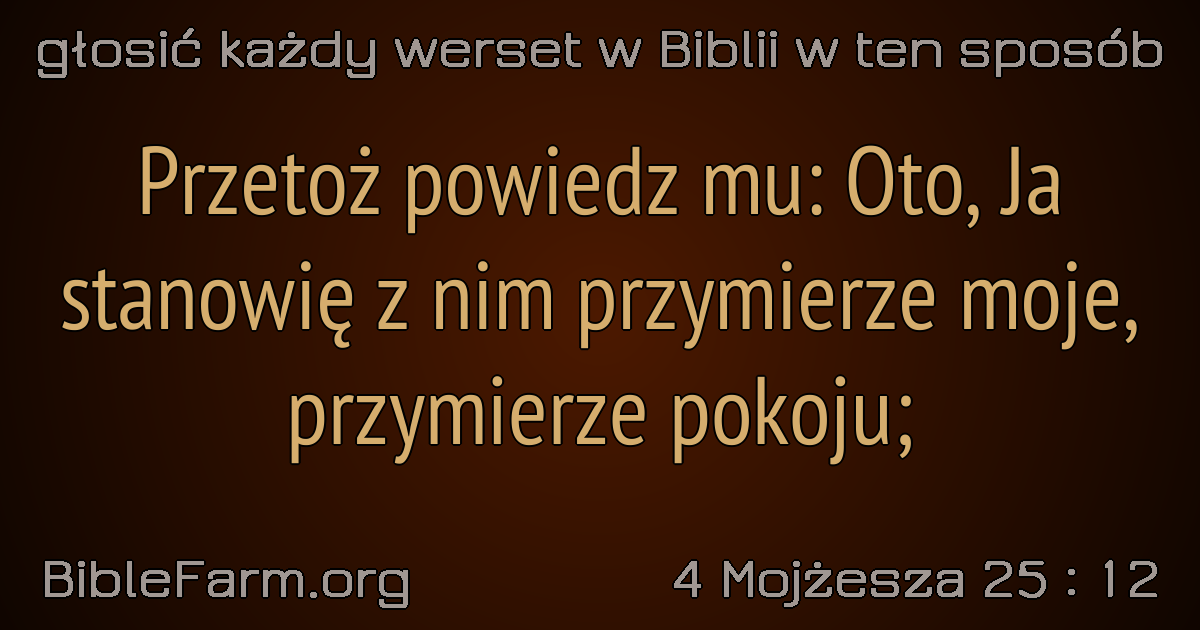 głosić każdy werset w Biblii w ten sposób
Przetoż powiedz mu: Oto, Ja
stanowię z nim przymierze moje,
przymierze pokoju;
BibleFarm.org
4 Mojżesza 25 : 12